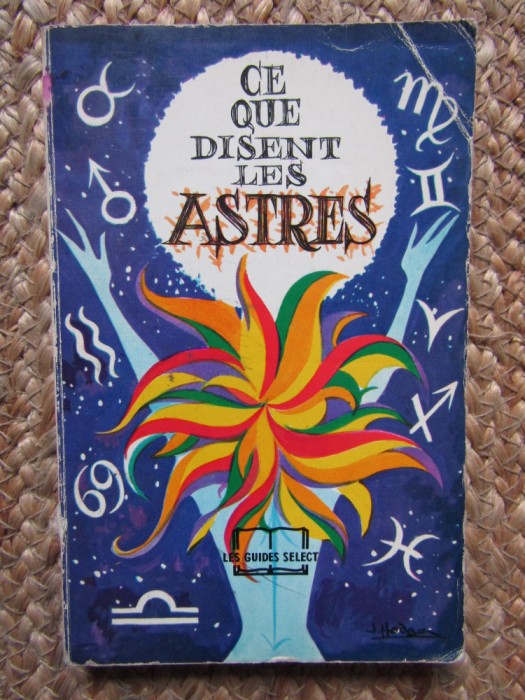 CE
QUE
DISENT
LES
ASTRES
LES GUIDES SELECT